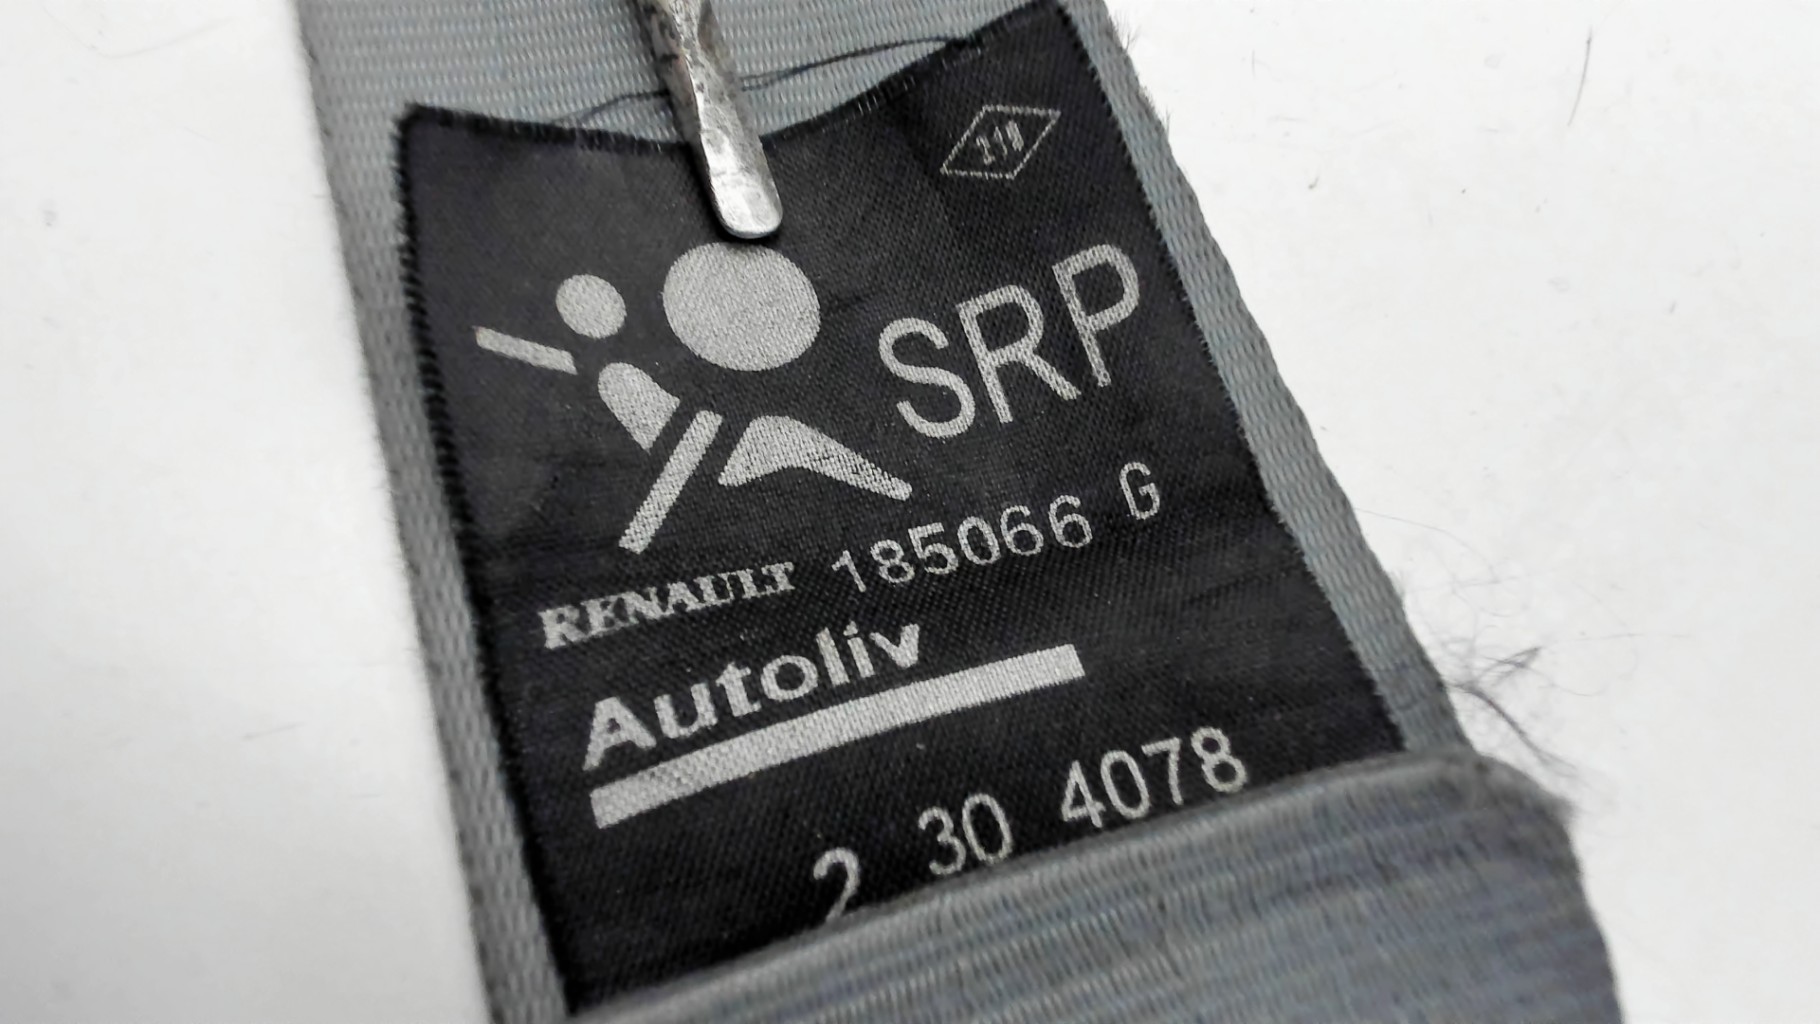 SRP
RENAULT 185066 G
Autoliv
2 30 4078